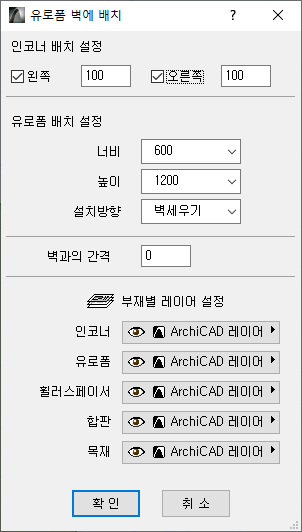 유로폼 벽에 배치 ?
인코너 배치 설정
왼쪽 100 오른쪽 100
유로폼 배치 설정
너비 600
높이 1200
설치방향 벽세우기
벽과의 간격 0
부재별 레이어 설정
인코너 ArchiCAD 레이어
유로폼 ArchiCAD 레이어
휠러스페이서 ArchiCAD 레이어
합판 ArchiCAD 레이어
목재 ArchiCAD 레이어
확 인 취 소